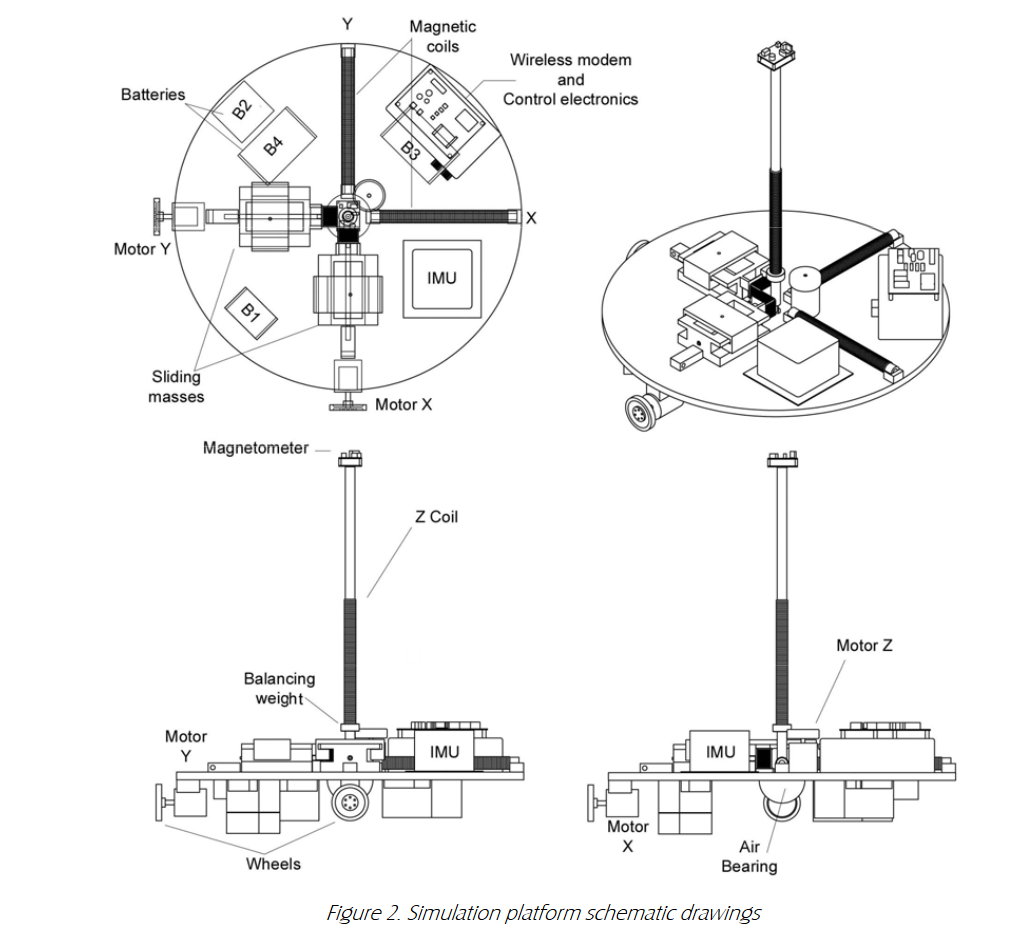 Y
Magnetic
coils
Wireless modem
and
Control electronics
Batteries
B2
B4
B3
X
Motor Y
IMU
B1
Sliding
masses
Motor X
Magnetometer
Z Coil
Balancing
weight
Motor
Y
IMU
Wheels
Motor Z
IMU
Motor
X
Air
Bearing
Figure 2. Simulation platform schematic drawings